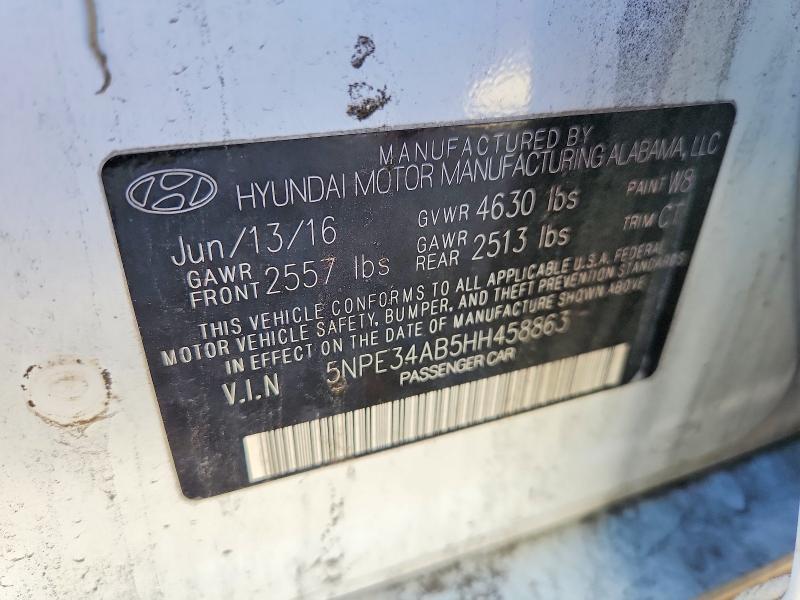 MANUFACTURED BY
HYUNDAI MOTOR MANUFACTURING ALABAMA, LLC
Jun/13/16 GVWR 4630 lbs PAINT W8
GAWR FRONT 2557 lbs GAWR REAR 2513 lbs TRIM CT
THIS VEHICLE CONFORMS TO ALL APPLICABLE U.S.A. FEDERAL
MOTOR VEHICLE SAFETY, BUMPER, AND THEFT PREVENTION STANDARDS
IN EFFECT ON THE DATE OF MANUFACTURE SHOWN ABOVE
V.I.N 5NPE34AB5HH458863
PASSENGER CAR